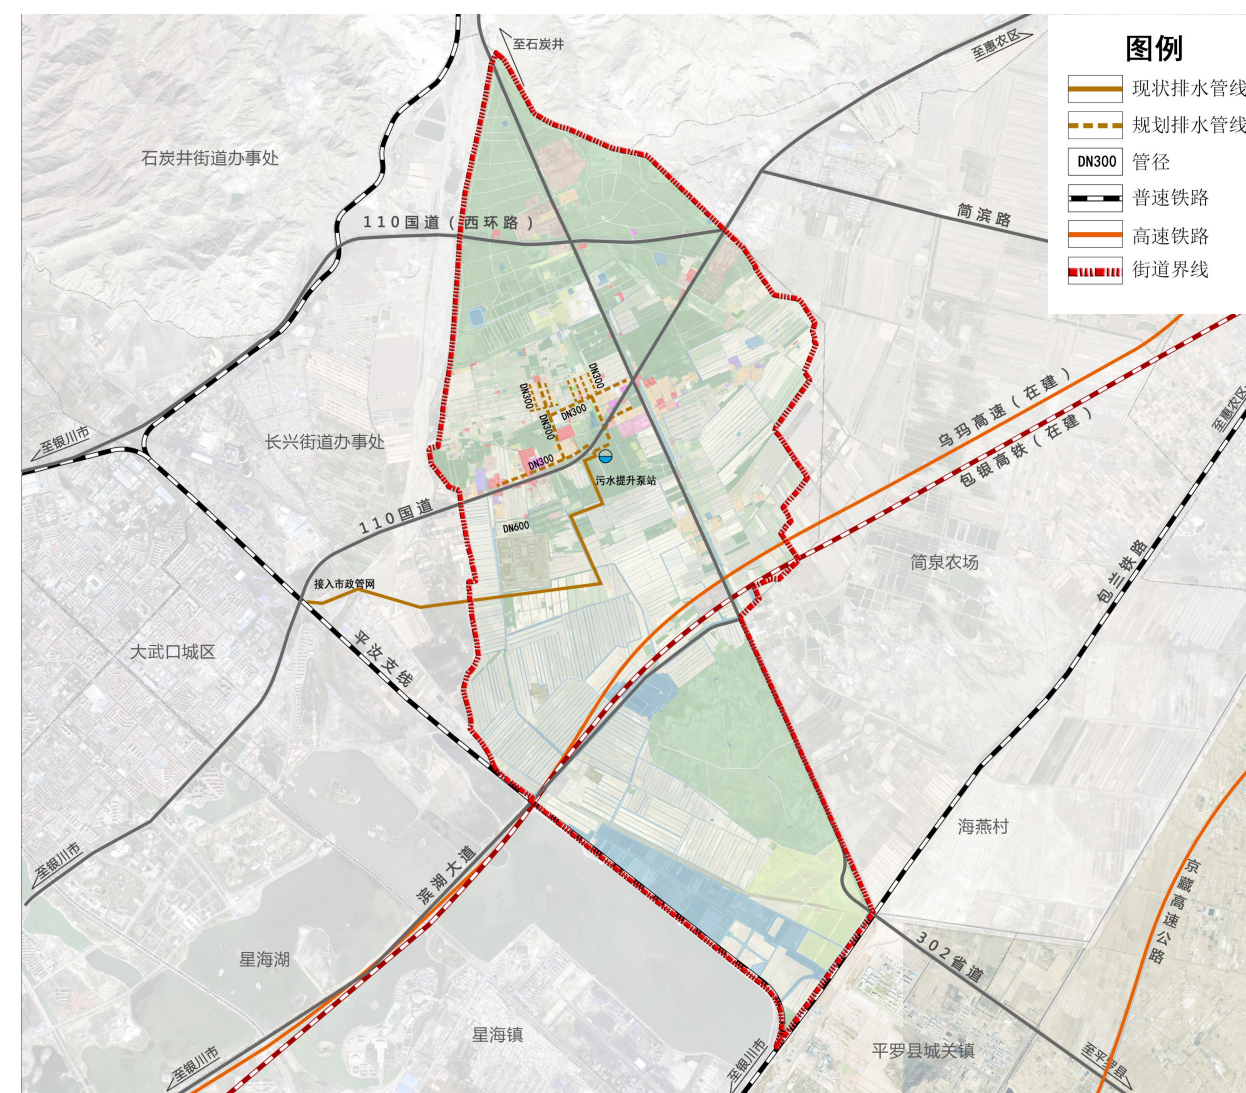 图例
现状排水管线
规划排水管线
DN300 管径
普速铁路
高速铁路
街道界线
至石炭井
至惠农区
石炭井街道办事处
110国道（西环路）
简滨路
至银川市
长兴街道办事处
DN300
DN300
DN300
DN300
DN300
污水提升泵站
110国道
DN600
接入市政管网
乌玛高速（在建）
包银高铁（在建）
至惠农区
简泉农场
包兰铁路
大武口城区
平汝支线
至银川市
滨湖大道
海燕村
京藏高速公路
星海湖
302省道
星海镇
平罗县城关镇
至银川市
至银川市
至平罗县